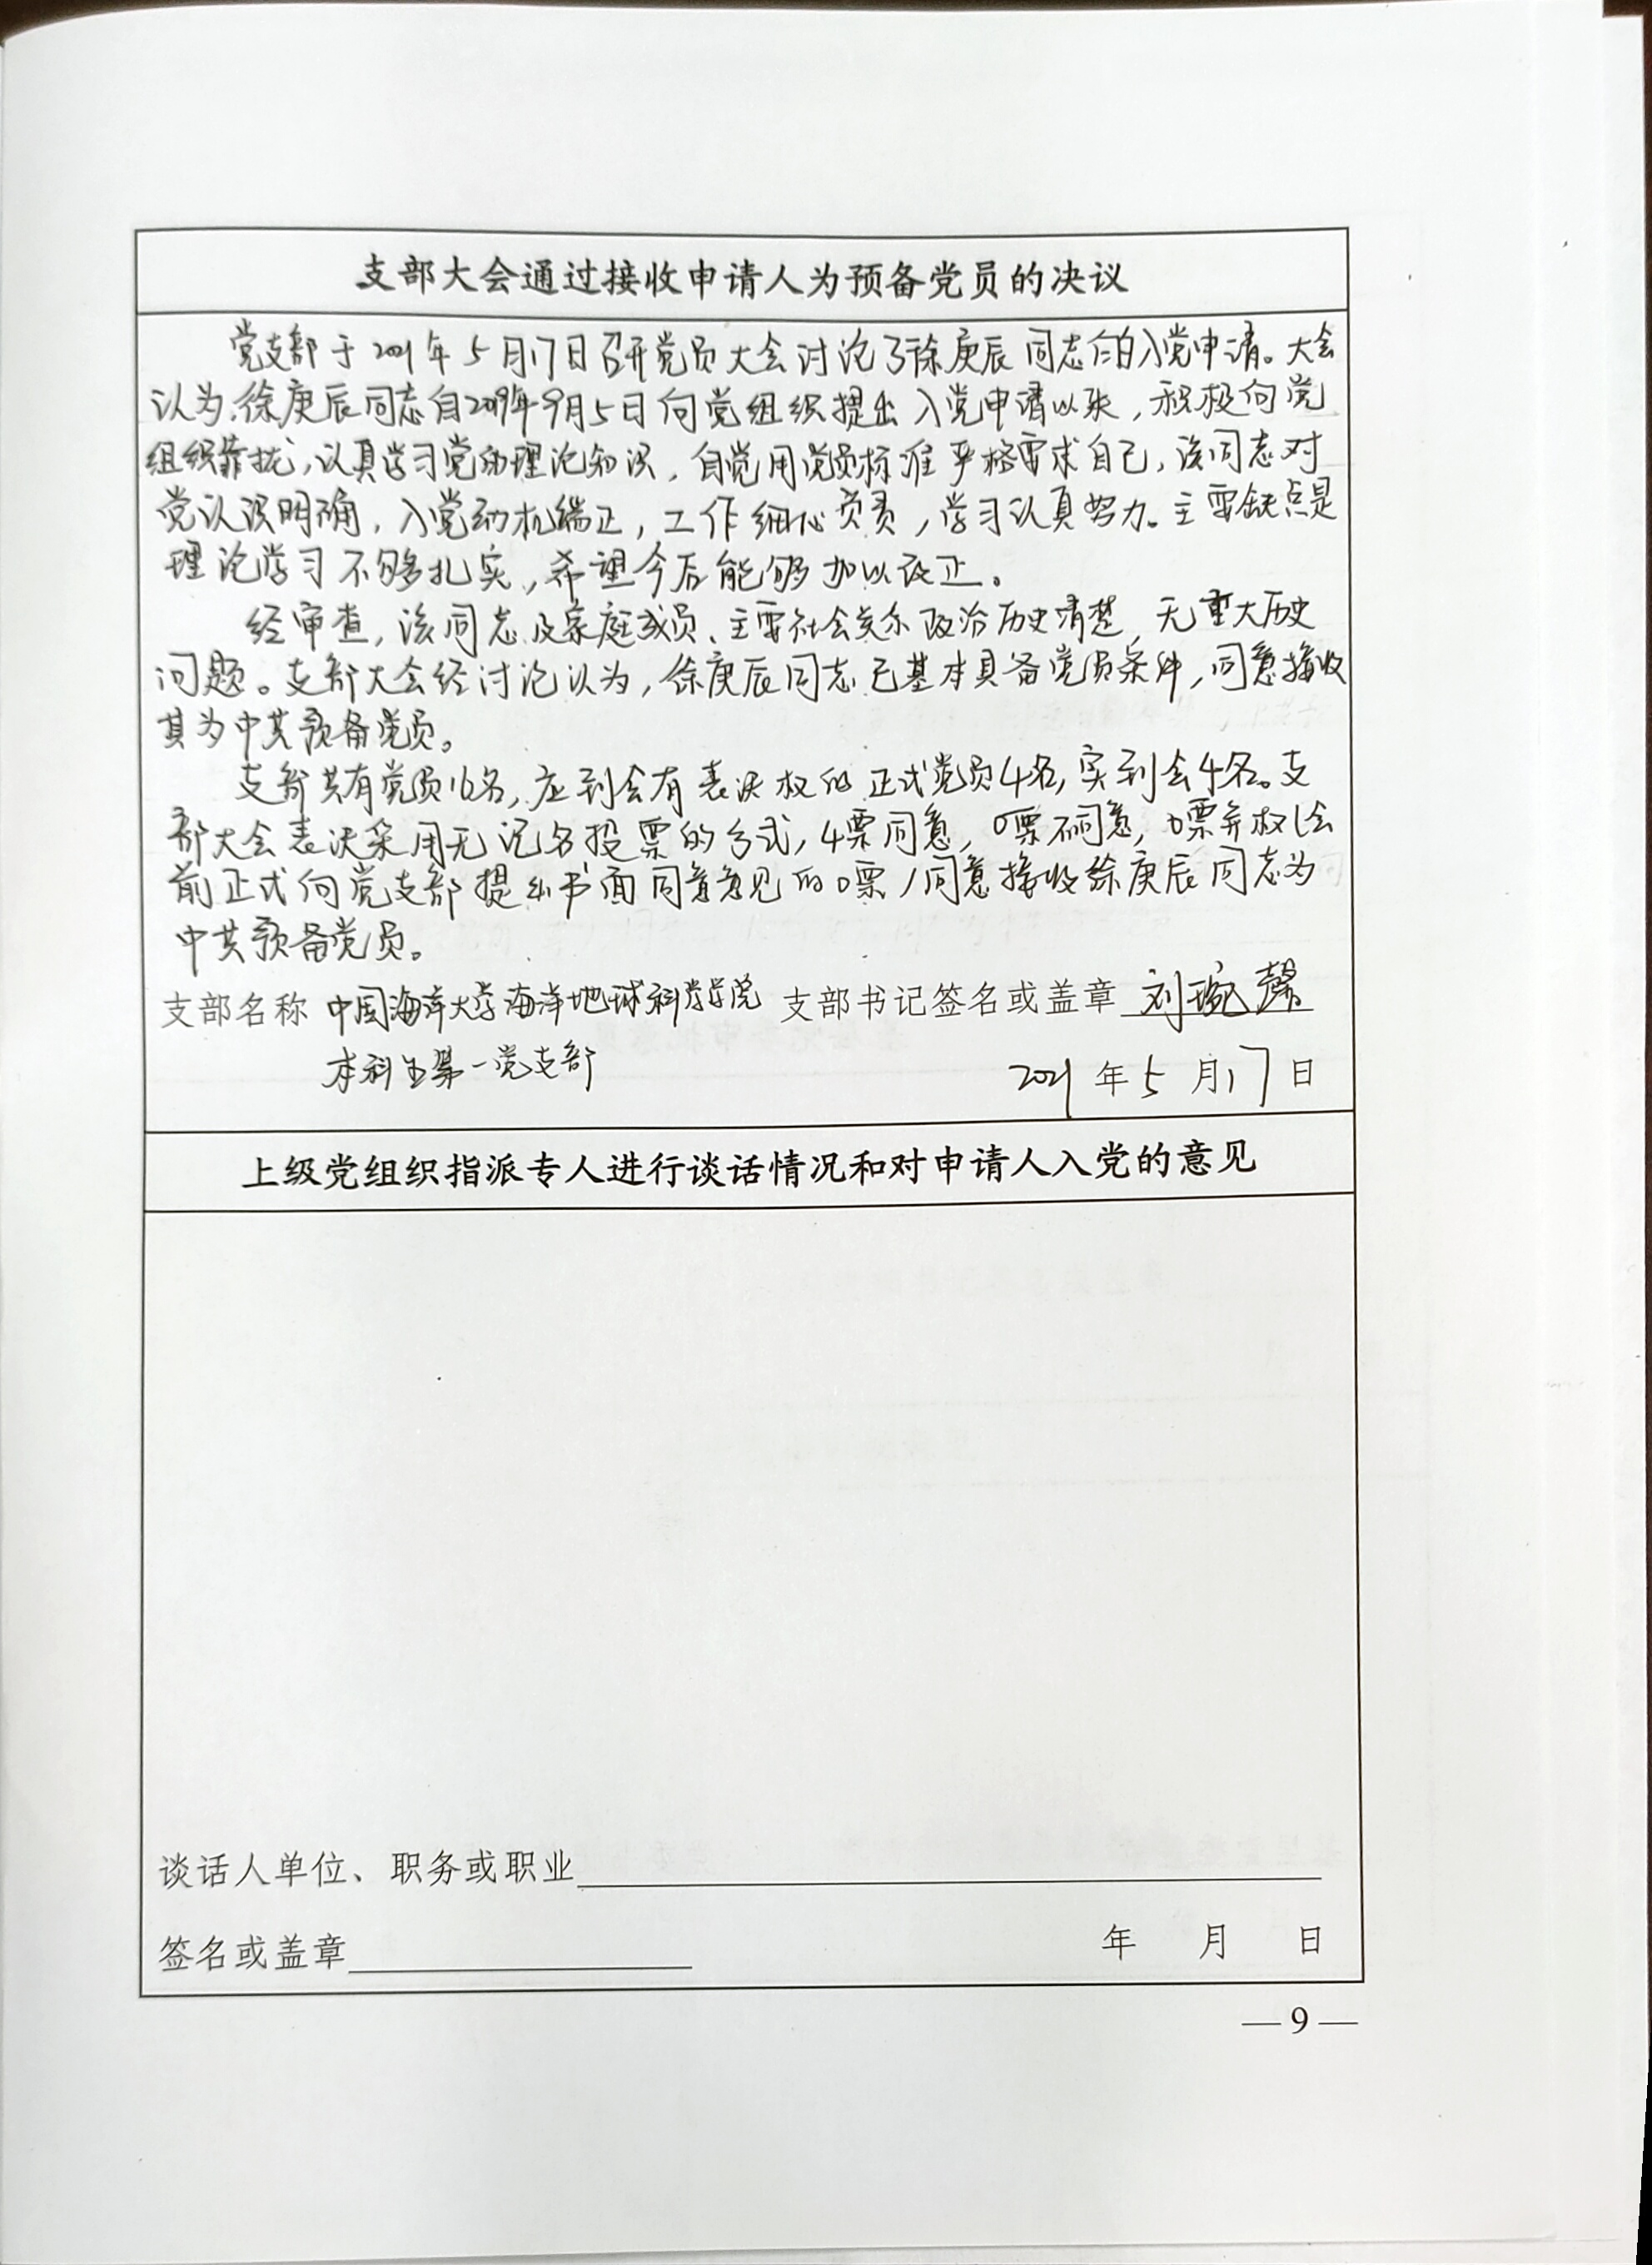 支部大会通过接收申请人为预备党员的决议
党支部于2021年5月17日召开党员大会讨论了徐庚辰同志的入党申请。大会
认为,徐庚辰同志自2019年9月5日向党组织提出入党申请以来,积极向党
组织靠拢,认真学习党的理论知识,自觉用党员标准严格要求自己,该同志对
党认识明确,入党动机端正,工作细心负责,学习认真努力。主要缺点是
理论学习不够扎实,希望今后能够加以改正。
经审查,该同志及家庭成员、主要社会关系政治历史清楚,无重大历史
问题。支部大会经讨论认为,徐庚辰同志已基本具备党员条件,同意接收
其为中共预备党员。
支部共有党员16名,应到会有表决权的正式党员4名,实到会4名。支
部大会表决采用无记名投票的方式,4票同意,0票不同意,0票弃权(会
前正式向党支部提出书面同意意见的0票)同意接收徐庚辰同志为
中共预备党员。
支部名称 中国海洋大学海洋地球科学学院 支部书记签名或盖章 刘琬馨
本科生第一党支部 2021年5月17日
上级党组织指派专人进行谈话情况和对申请人入党的意见
谈话人单位、职务或职业
签名或盖章 年 月 日
—9—